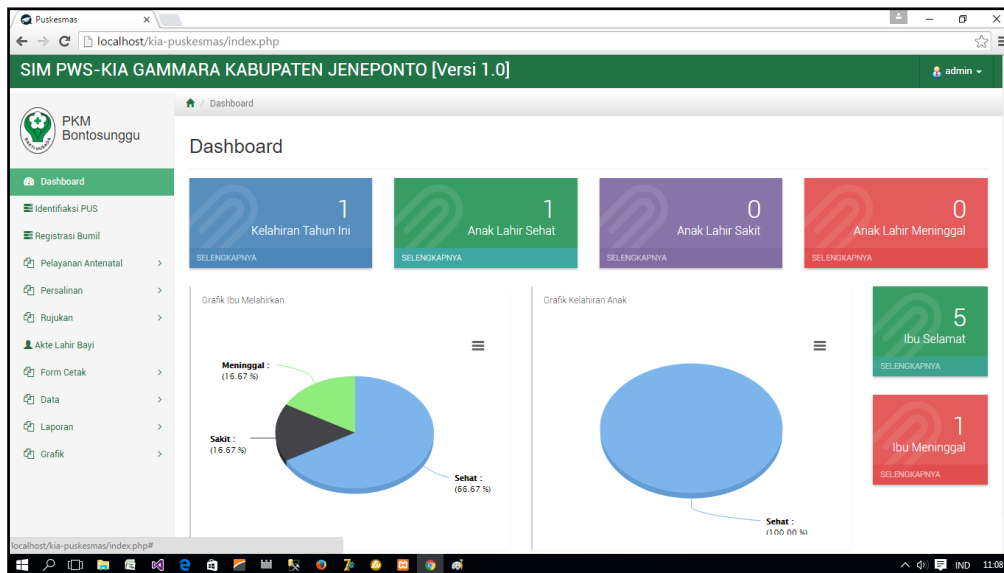 Puskesmas
localhost/kia-puskesmas/index.php
SIM PWS-KIA GAMMARA KABUPATEN JENEPONTO [Versi 1.0]
admin
PKM
Bontosunggu
BAKTI HUSADA
/ Dashboard
Dashboard
Dashboard
Identifiaksi PUS
Registrasi Bumil
Pelayanan Antenatal
Persalinan
Rujukan
Akte Lahir Bayi
Form Cetak
Data
Laporan
Grafik
1
Kelahiran Tahun Ini
SELENGKAPNYA
1
Anak Lahir Sehat
SELENGKAPNYA
0
Anak Lahir Sakit
SELENGKAPNYA
0
Anak Lahir Meninggal
SELENGKAPNYA
Grafik Ibu Melahirkan
Meninggal :
(16.67 %)
Sakit :
(16.67 %)
Sehat :
(66.67 %)
Grafik Kelahiran Anak
Sehat :
(100.00 %)
5
Ibu Selamat
SELENGKAPNYA
1
Ibu Meninggal
SELENGKAPNYA
localhost/kia-puskesmas/index.php#
IND
11:08